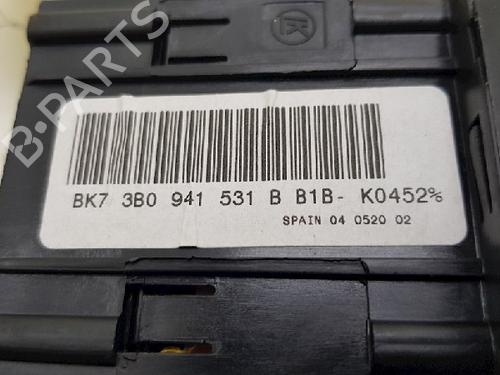 K
BK7 3B0 941 531 B B1B- K0452%
SPAIN 04 0520 02
B-PARTS